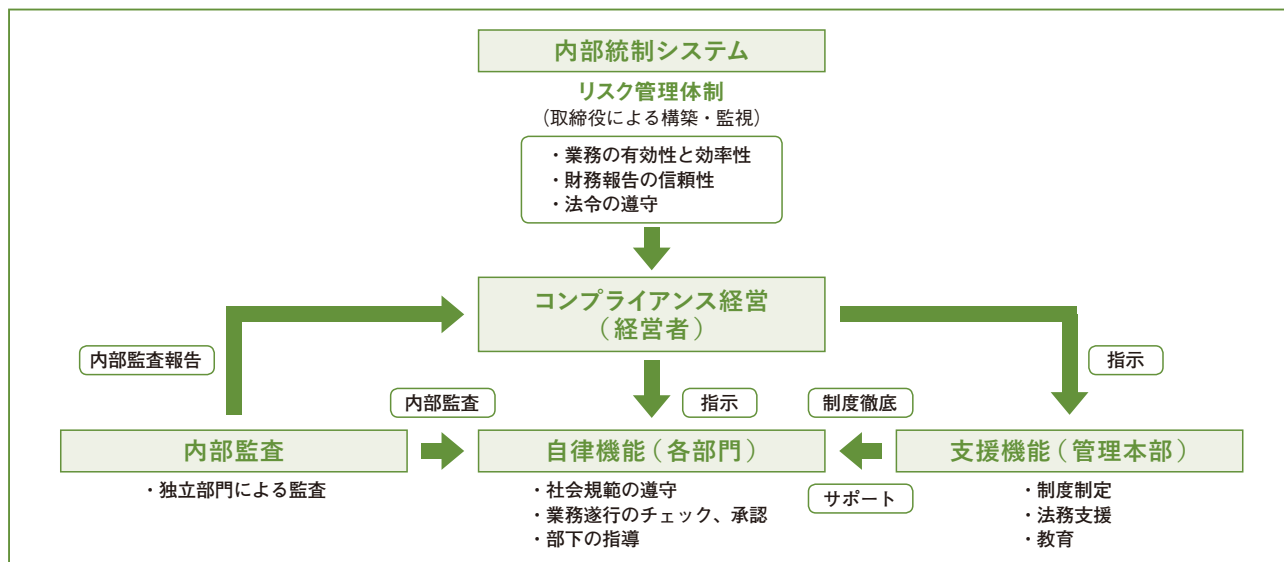 内部統制システム
リスク管理体制
（取締役による構築・監視）
・業務の有効性と効率性
・財務報告の信頼性
・法令の遵守
コンプライアンス経営
（経営者）
内部監査報告
指示
内部監査
指示
制度徹底
内部監査
自律機能（各部門）
支援機能（管理本部）
・独立部門による監査
・社会規範の遵守
・業務遂行のチェック、承認
・部下の指導
サポート
・制度制定
・法務支援
・教育